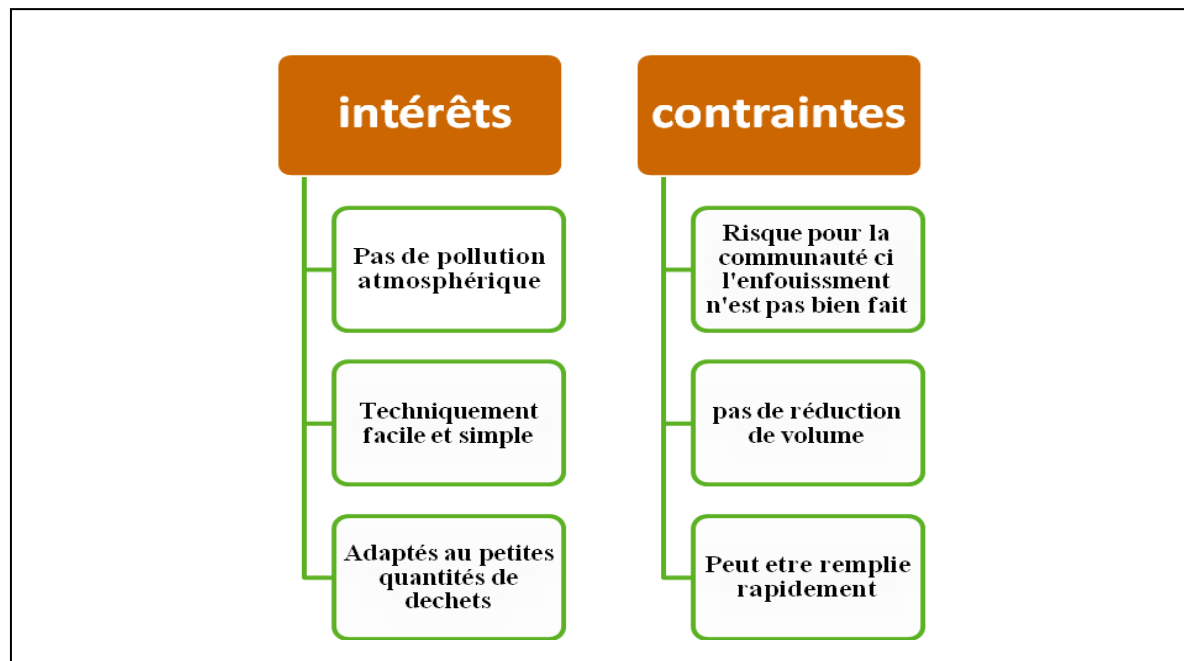 intérêts
Pas de pollution
atmosphérique
Techniquement
facile et simple
Adaptés au petites
quantités de
dechets
contraintes
Risque pour la
communauté ci
l'enfouissment
n'est pas bien fait
pas de réduction
de volume
Peut etre remplie
rapidement